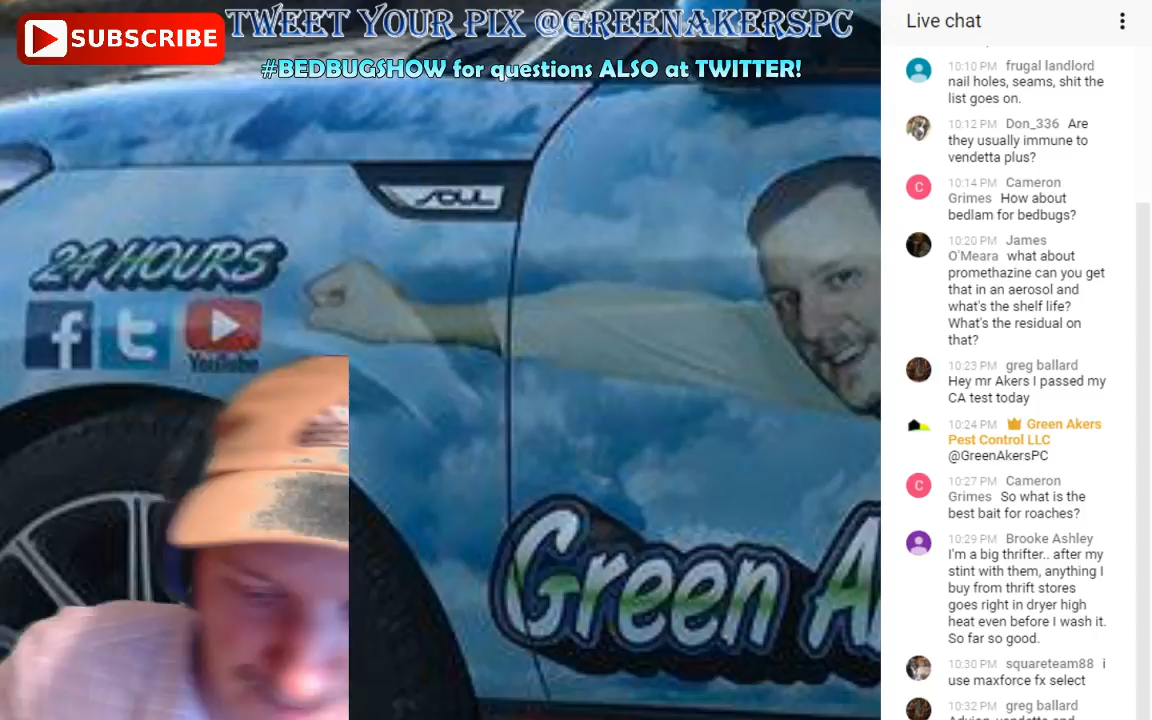 SUBSCRIBE
TWEET YOUR PIX @GREENAKERSPC
#BEDBUGSHOW for questions ALSO at TWITTER!
SOUL
24 HOURS
f t YouTube
Green A
Live chat
10:10 PM frugal landlord
nail holes, seams, shit the
list goes on.
10:12 PM Don_336 Are
they usually immune to
vendetta plus?
10:14 PM Cameron
Grimes How about
bedlam for bedbugs?
10:20 PM James
O'Meara what about
promethazine can you get
that in an aerosol and
what's the shelf life?
What's the residual on
that?
10:23 PM greg ballard
Hey mr Akers I passed my
CA test today
10:24 PM Green Akers
Pest Control LLC
@GreenAkersPC
C
10:27 PM Cameron
Grimes So what is the
best bait for roaches?
10:29 PM Brooke Ashley
I'm a big thrifter.. after my
stint with them, anything I
buy from thrift stores
goes right in dryer high
heat even before I wash it.
So far so good.
10:30 PM squareteam88 i
use maxforce fx select
10:32 PM greg ballard